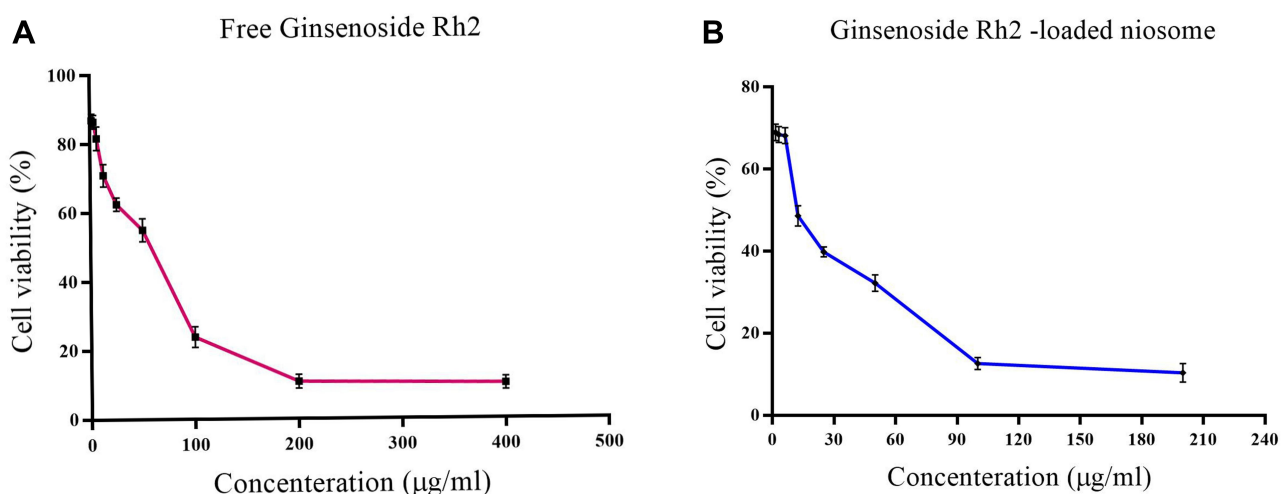 A
Free Ginsenoside Rh2
100
80
60
40
20
0
Cell viability (%)
0 100 200 300 400 500
Concenteration (µg/ml)
B
Ginsenoside Rh2 -loaded niosome
80
60
40
20
0
Cell viability (%)
0 30 60 90 120 150 180 210 240
Concenteration (µg/ml)